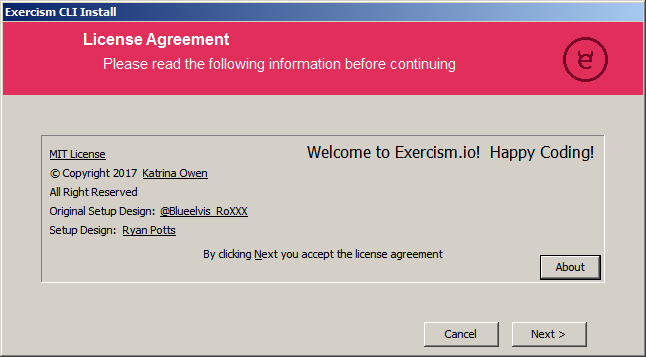 Exercism CLI Install
License Agreement
Please read the following information before continuing
Welcome to Exercism.io!  Happy Coding!
MIT License
© Copyright 2017  Katrina Owen
All Right Reserved
Original Setup Design:  @Blueelvis_RoXXX
Setup Design:  Ryan Potts
By clicking Next you accept the license agreement
About
Cancel
Next >